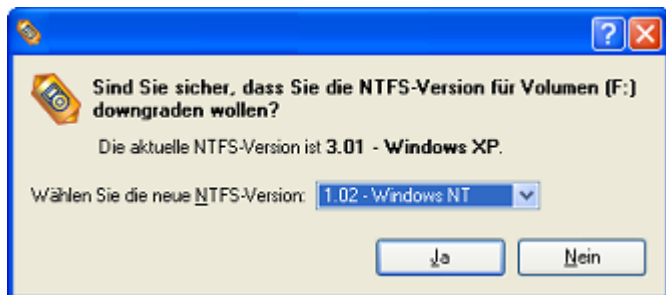 ?
Sind Sie sicher, dass Sie die NTFS-Version für Volumen (F:)
downgraden wollen?
Die aktuelle NTFS-Version ist 3.01 - Windows XP.
Wählen Sie die neue NTFS-Version: 1.02 - Windows NT
Ja Nein